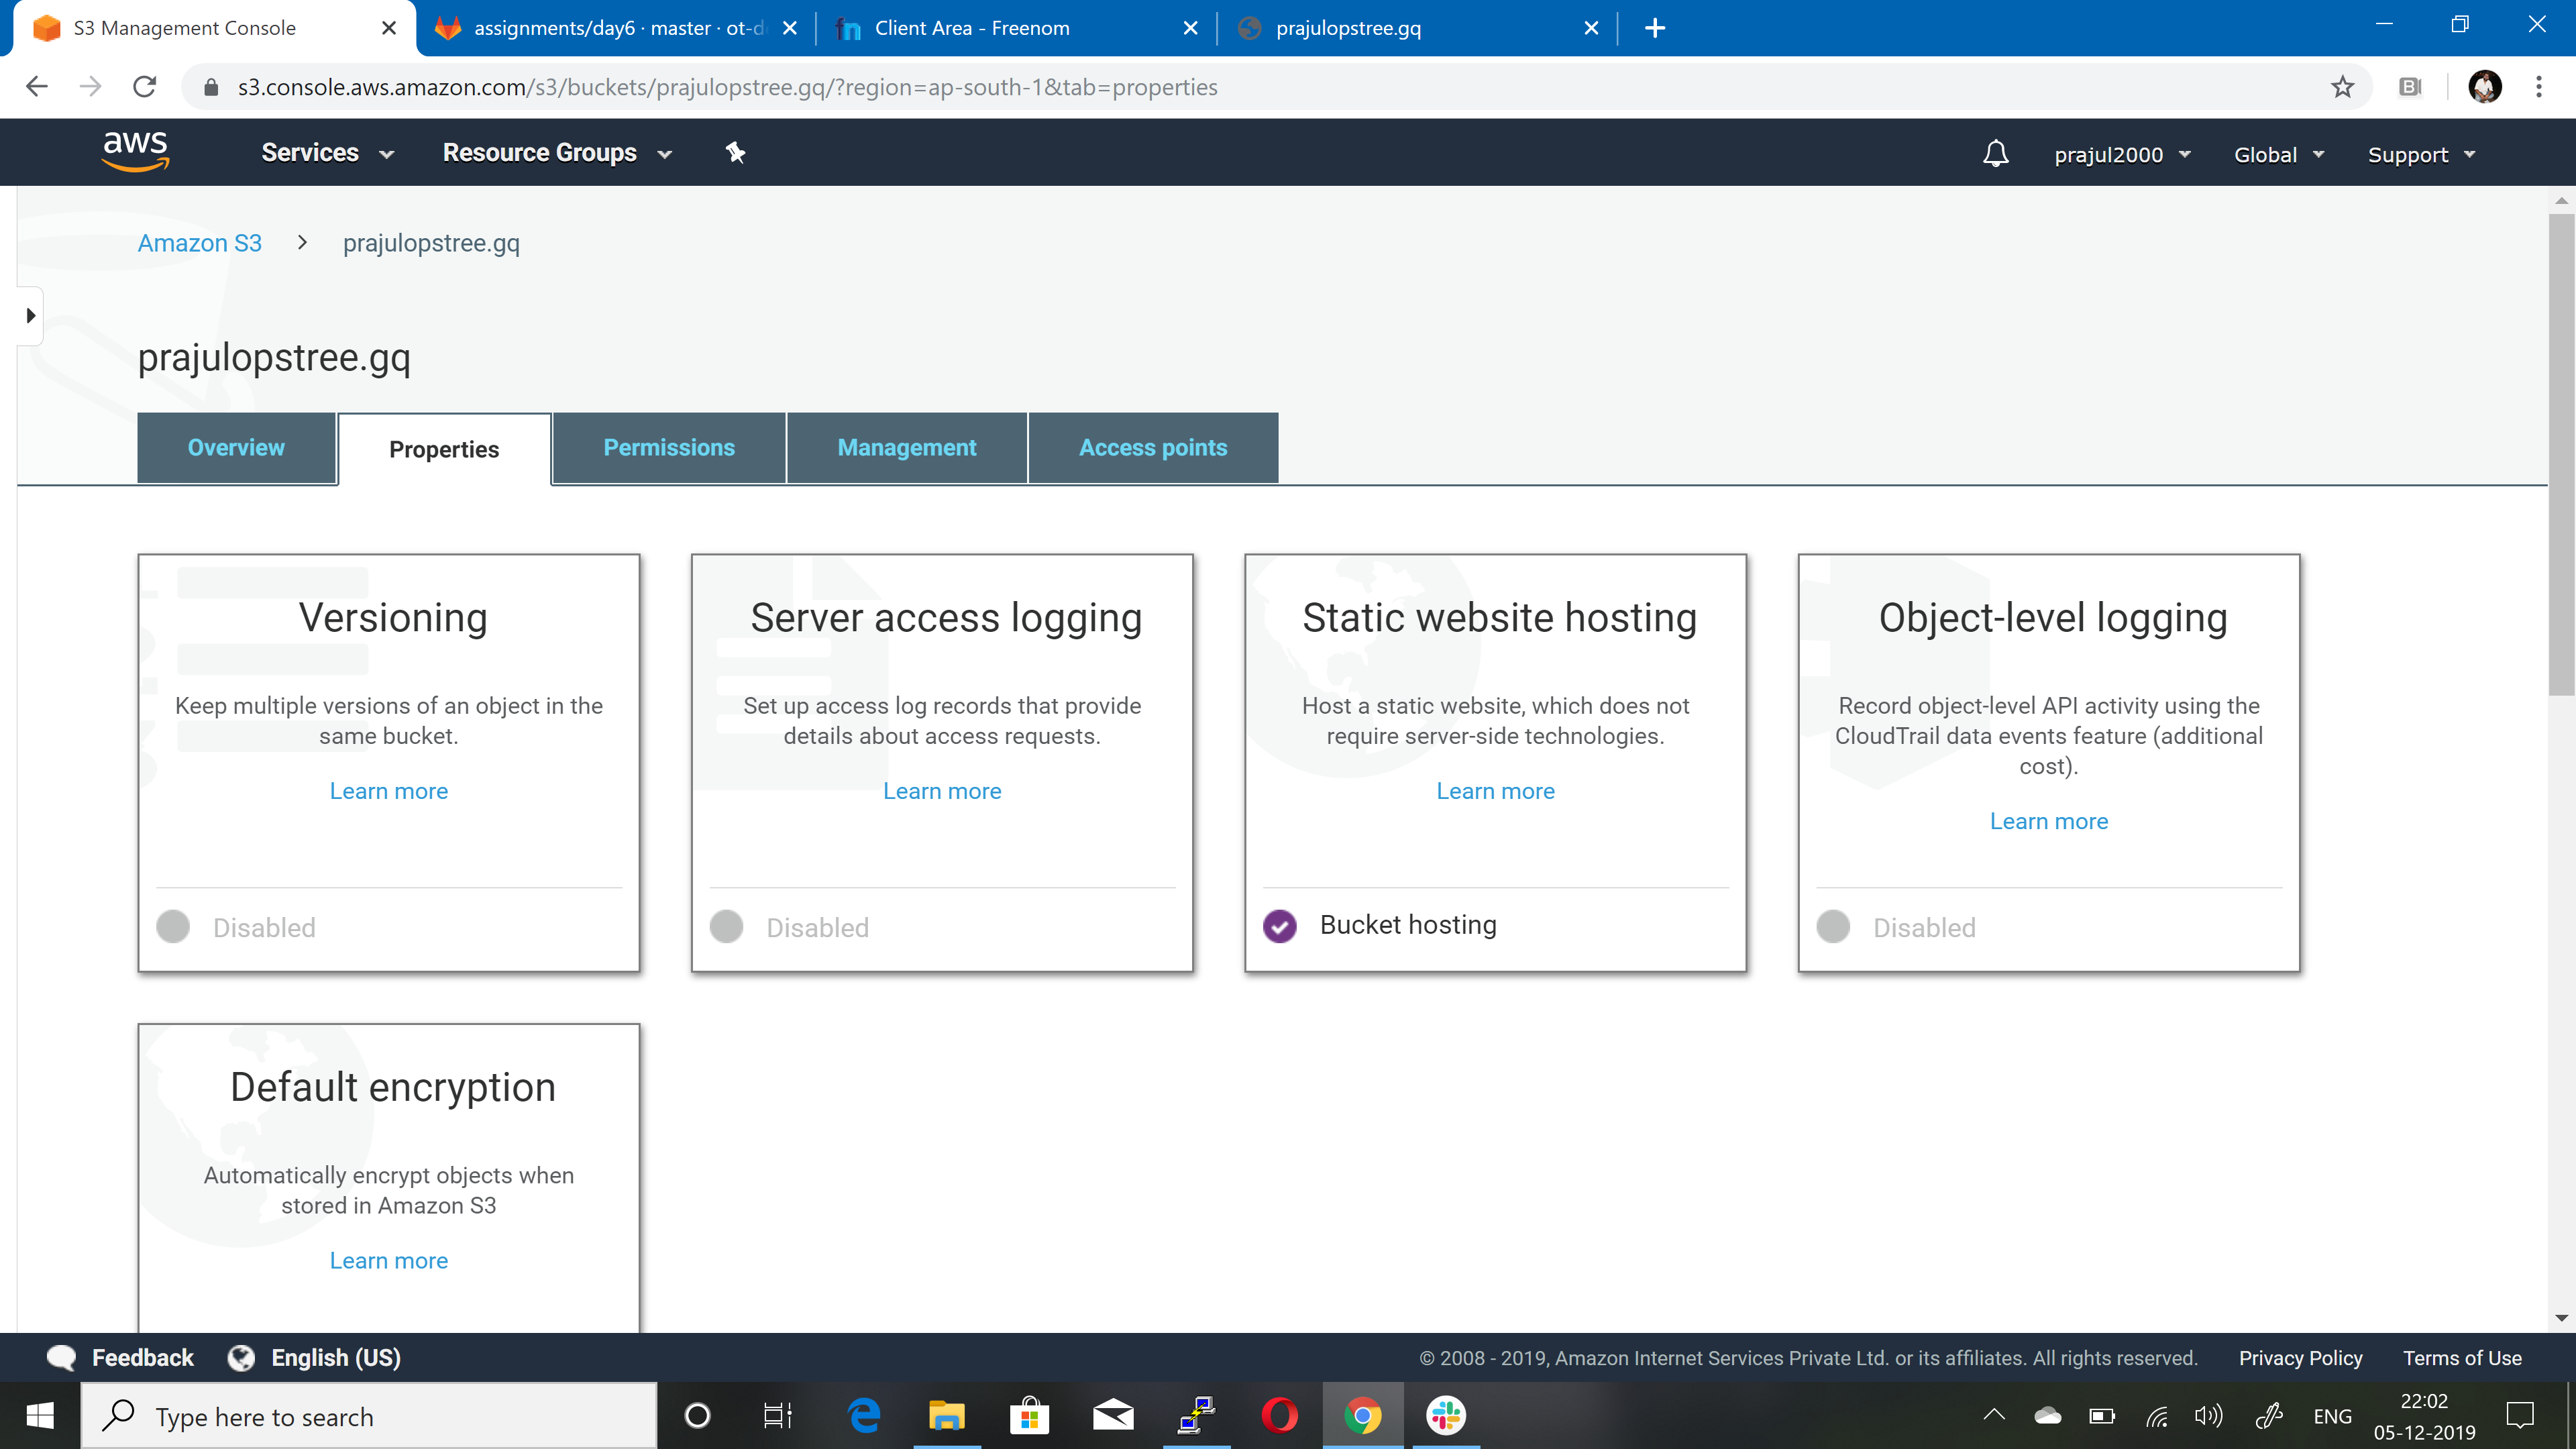 S3 Management Console
assignments/day6 · master · ot-d
Client Area - Freenom
prajulopstree.gq
s3.console.aws.amazon.com/s3/buckets/prajulopstree.gq/?region=ap-south-1&tab=properties
aws
Services
Resource Groups
prajul2000
Global
Support
Amazon S3
prajulopstree.gq
prajulopstree.gq
Overview
Properties
Permissions
Management
Access points
Versioning
Keep multiple versions of an object in the
same bucket.
Learn more
Disabled
Server access logging
Set up access log records that provide
details about access requests.
Learn more
Disabled
Static website hosting
Host a static website, which does not
require server-side technologies.
Learn more
Bucket hosting
Object-level logging
Record object-level API activity using the
CloudTrail data events feature (additional
cost).
Learn more
Disabled
Default encryption
Automatically encrypt objects when
stored in Amazon S3
Learn more
Feedback
English (US)
© 2008 - 2019, Amazon Internet Services Private Ltd. or its affiliates. All rights reserved.
Privacy Policy
Terms of Use
Type here to search
ENG
22:02
05-12-2019